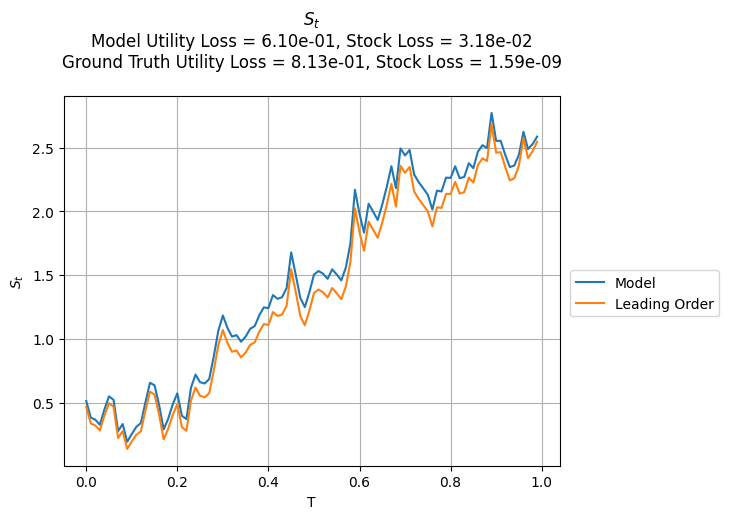 S_t
Model Utility Loss = 6.10e-01, Stock Loss = 3.18e-02
Ground Truth Utility Loss = 8.13e-01, Stock Loss = 1.59e-09
2.5
2.0
1.5
1.0
0.5
S_t
0.0 0.2 0.4 0.6 0.8 1.0
T
Model
Leading Order